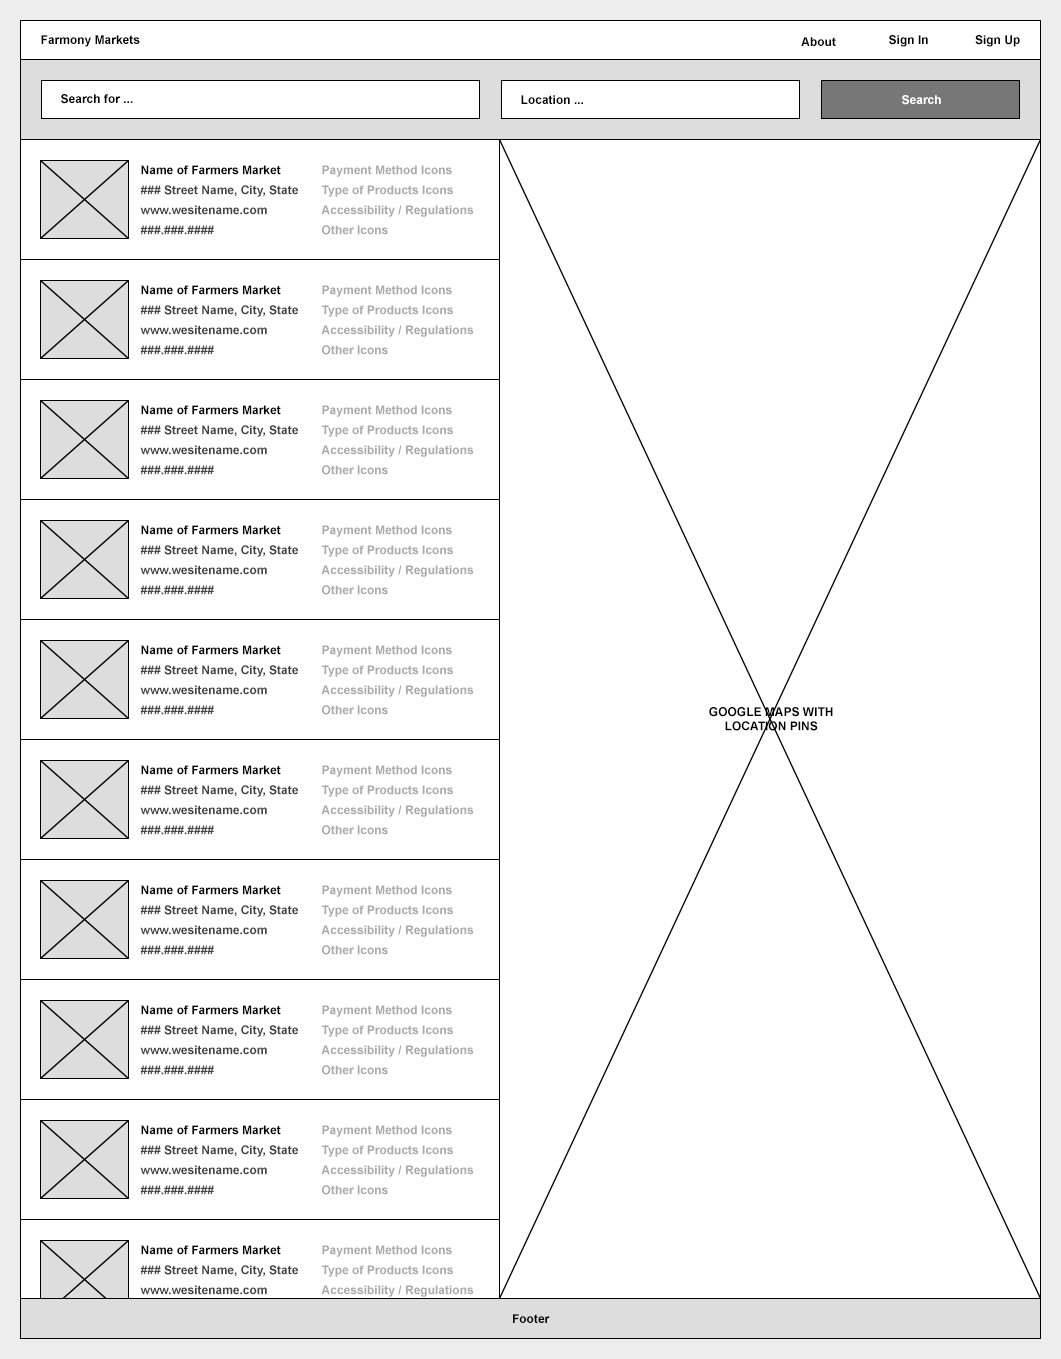 Farmony Markets
About
Sign In
Sign Up
Search for ...
Location ...
Search
Name of Farmers Market
### Street Name, City, State
www.wesitename.com
###.###.####
Payment Method Icons
Type of Products Icons
Accessibility / Regulations
Other Icons
Name of Farmers Market
### Street Name, City, State
www.wesitename.com
###.###.####
Payment Method Icons
Type of Products Icons
Accessibility / Regulations
Other Icons
Name of Farmers Market
### Street Name, City, State
www.wesitename.com
###.###.####
Payment Method Icons
Type of Products Icons
Accessibility / Regulations
Other Icons
Name of Farmers Market
### Street Name, City, State
www.wesitename.com
###.###.####
Payment Method Icons
Type of Products Icons
Accessibility / Regulations
Other Icons
Name of Farmers Market
### Street Name, City, State
www.wesitename.com
###.###.####
Payment Method Icons
Type of Products Icons
Accessibility / Regulations
Other Icons
Name of Farmers Market
### Street Name, City, State
www.wesitename.com
###.###.####
Payment Method Icons
Type of Products Icons
Accessibility / Regulations
Other Icons
Name of Farmers Market
### Street Name, City, State
www.wesitename.com
###.###.####
Payment Method Icons
Type of Products Icons
Accessibility / Regulations
Other Icons
Name of Farmers Market
### Street Name, City, State
www.wesitename.com
###.###.####
Payment Method Icons
Type of Products Icons
Accessibility / Regulations
Other Icons
Name of Farmers Market
### Street Name, City, State
www.wesitename.com
###.###.####
Payment Method Icons
Type of Products Icons
Accessibility / Regulations
Other Icons
Name of Farmers Market
### Street Name, City, State
www.wesitename.com
Payment Method Icons
Type of Products Icons
Accessibility / Regulations
GOOGLE MAPS WITH
LOCATION PINS
Footer